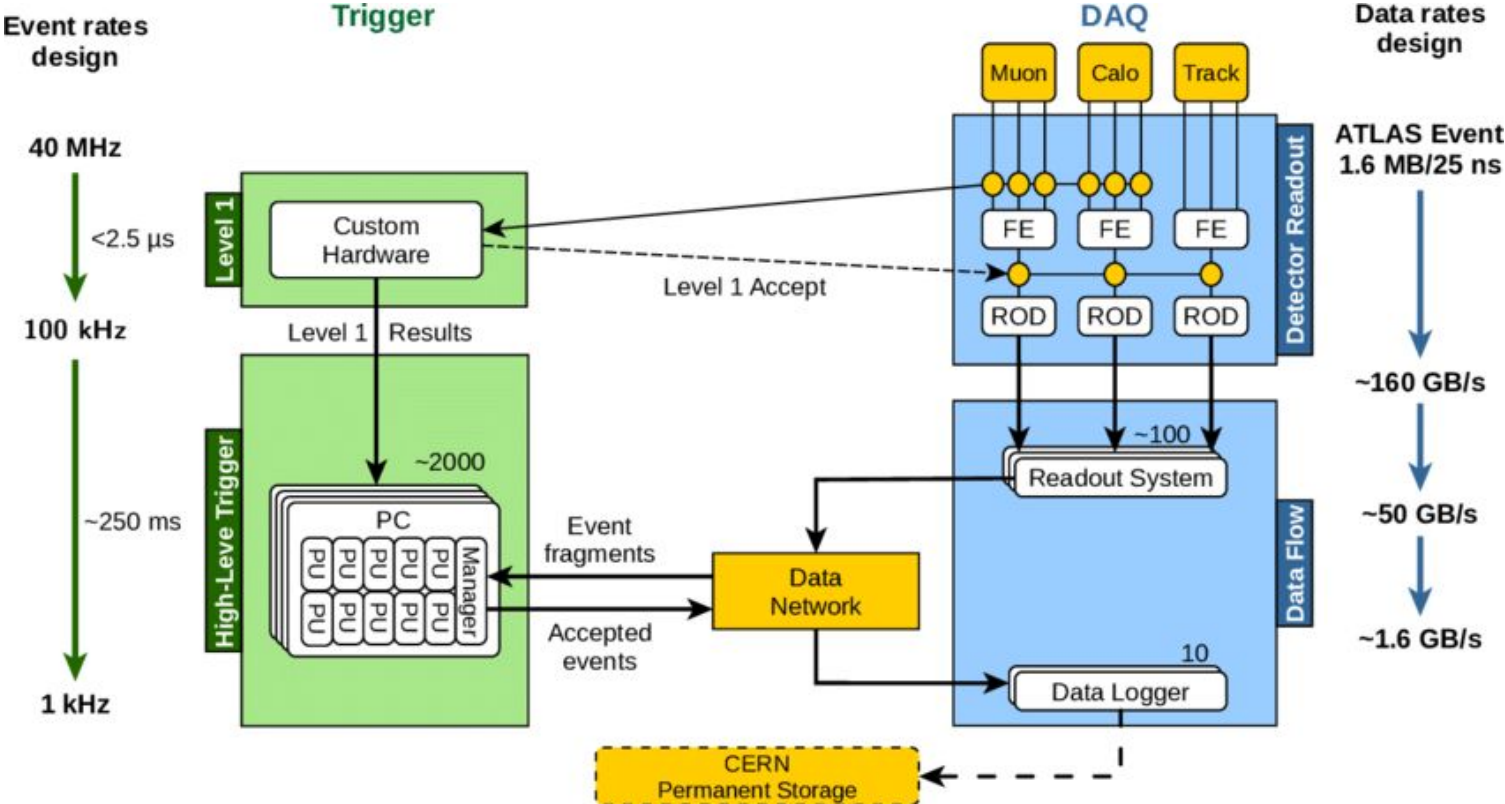 Event rates
design
Trigger
DAQ
Data rates
design
Muon
Calo
Track
40 MHz
<2.5 µs
100 kHz
~250 ms
1 kHz
Level 1
Custom
Hardware
Level 1 Accept
Level 1 Results
FE
FE
FE
ROD
ROD
ROD
Detector Readout
ATLAS Event
1.6 MB/25 ns
~160 GB/s
~50 GB/s
~1.6 GB/s
High-Leve Trigger
~2000
PC
PU
PU
PU
PU
PU
PU
PU
PU
PU
PU
Manager
Event
fragments
Accepted
events
Data
Network
~100
Readout System
Data Flow
10
Data Logger
CERN
Permanent Storage